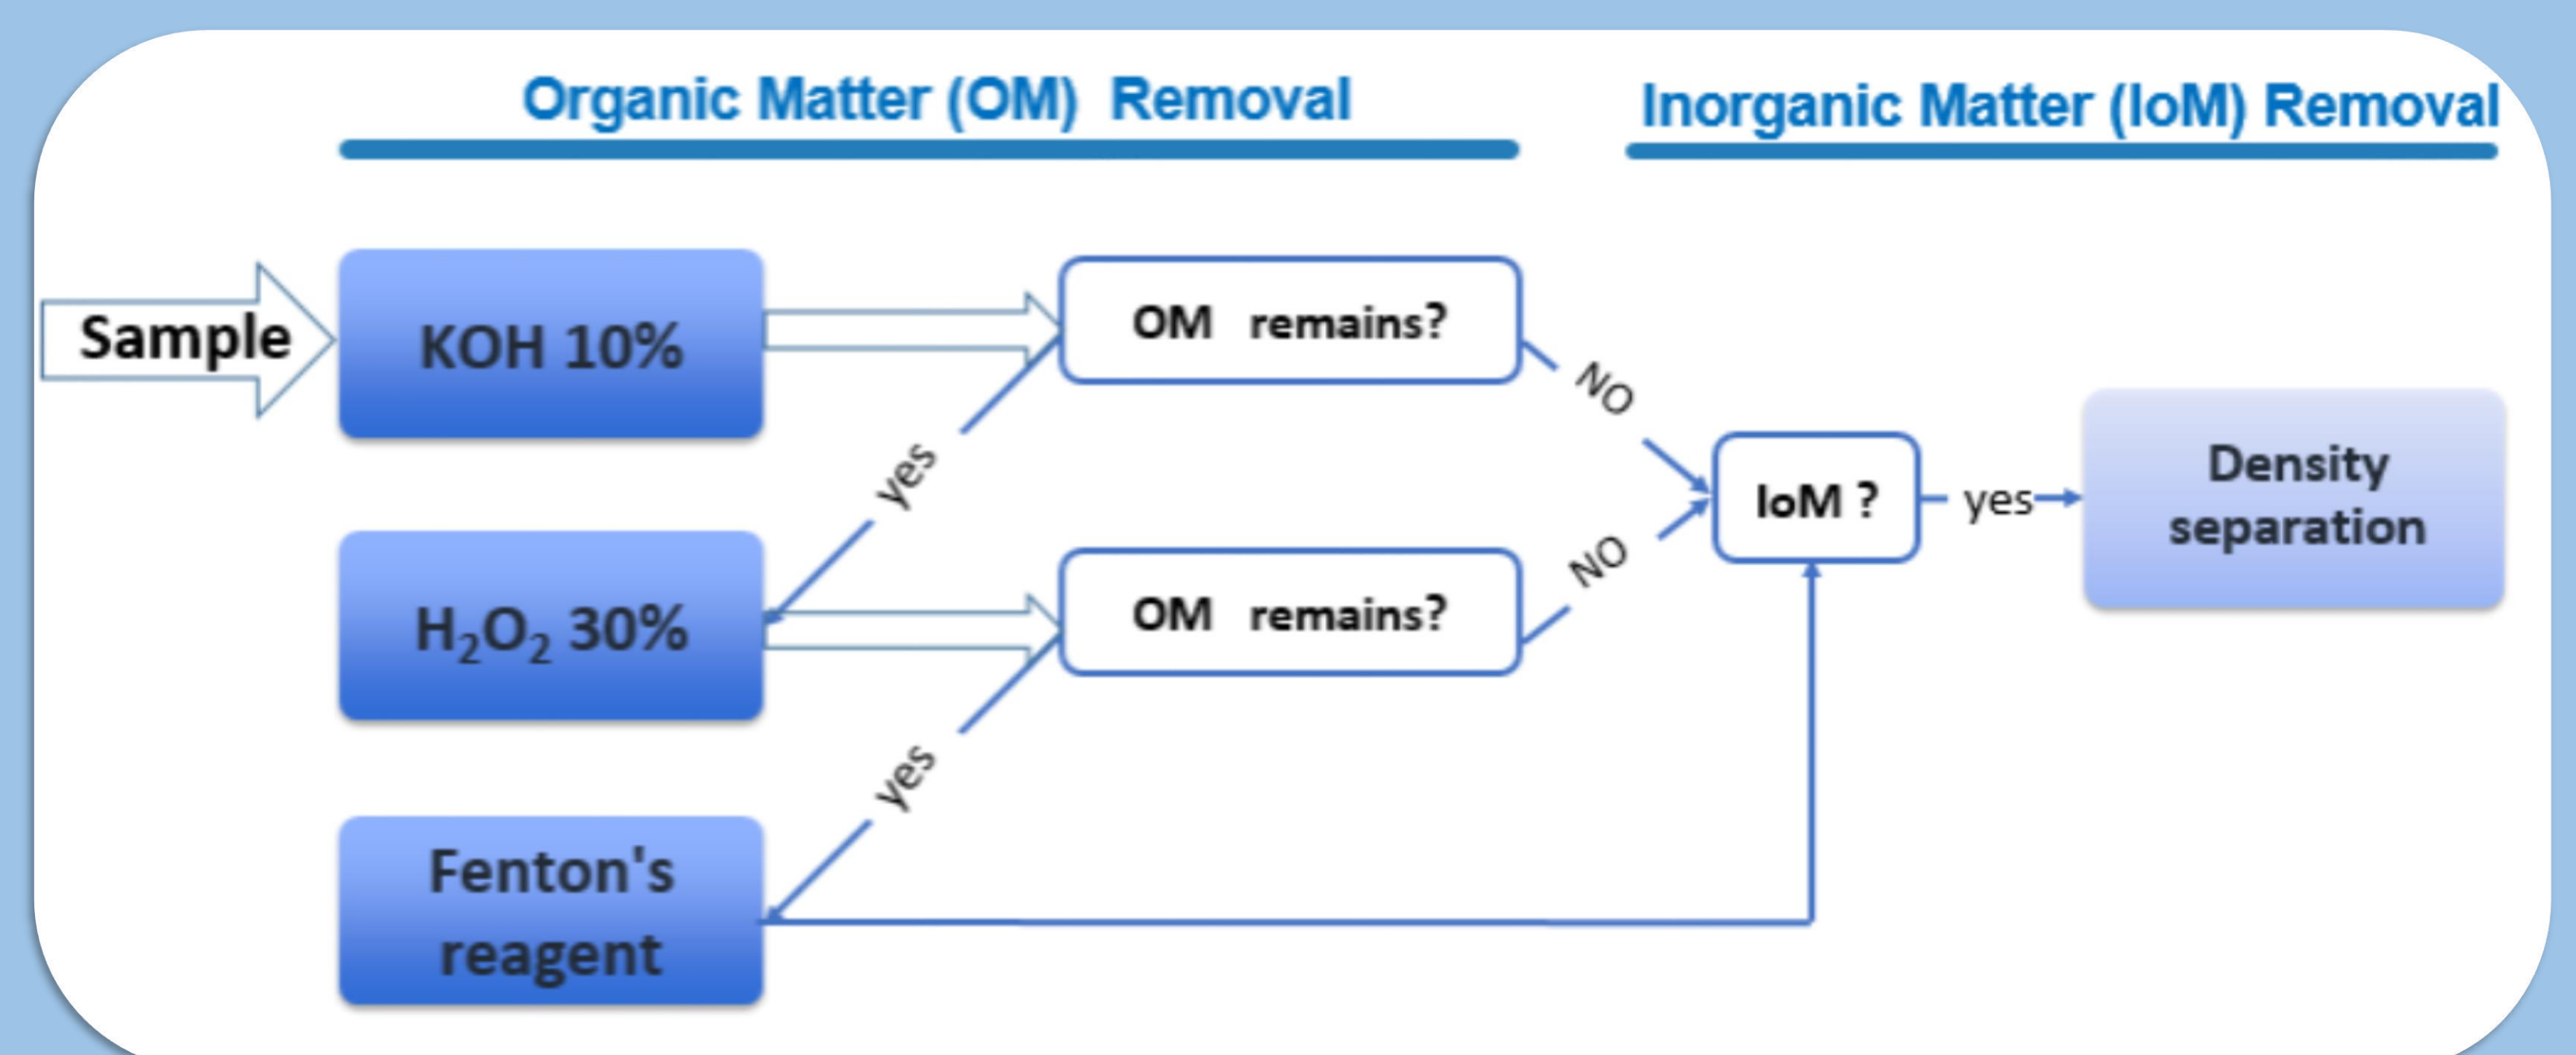 Organic Matter (OM) Removal
Inorganic Matter (IoM) Removal
Sample
KOH 10%
OM remains?
NO
yes
IoM ?
yes
Density
separation
H₂O₂ 30%
OM remains?
NO
yes
Fenton's
reagent